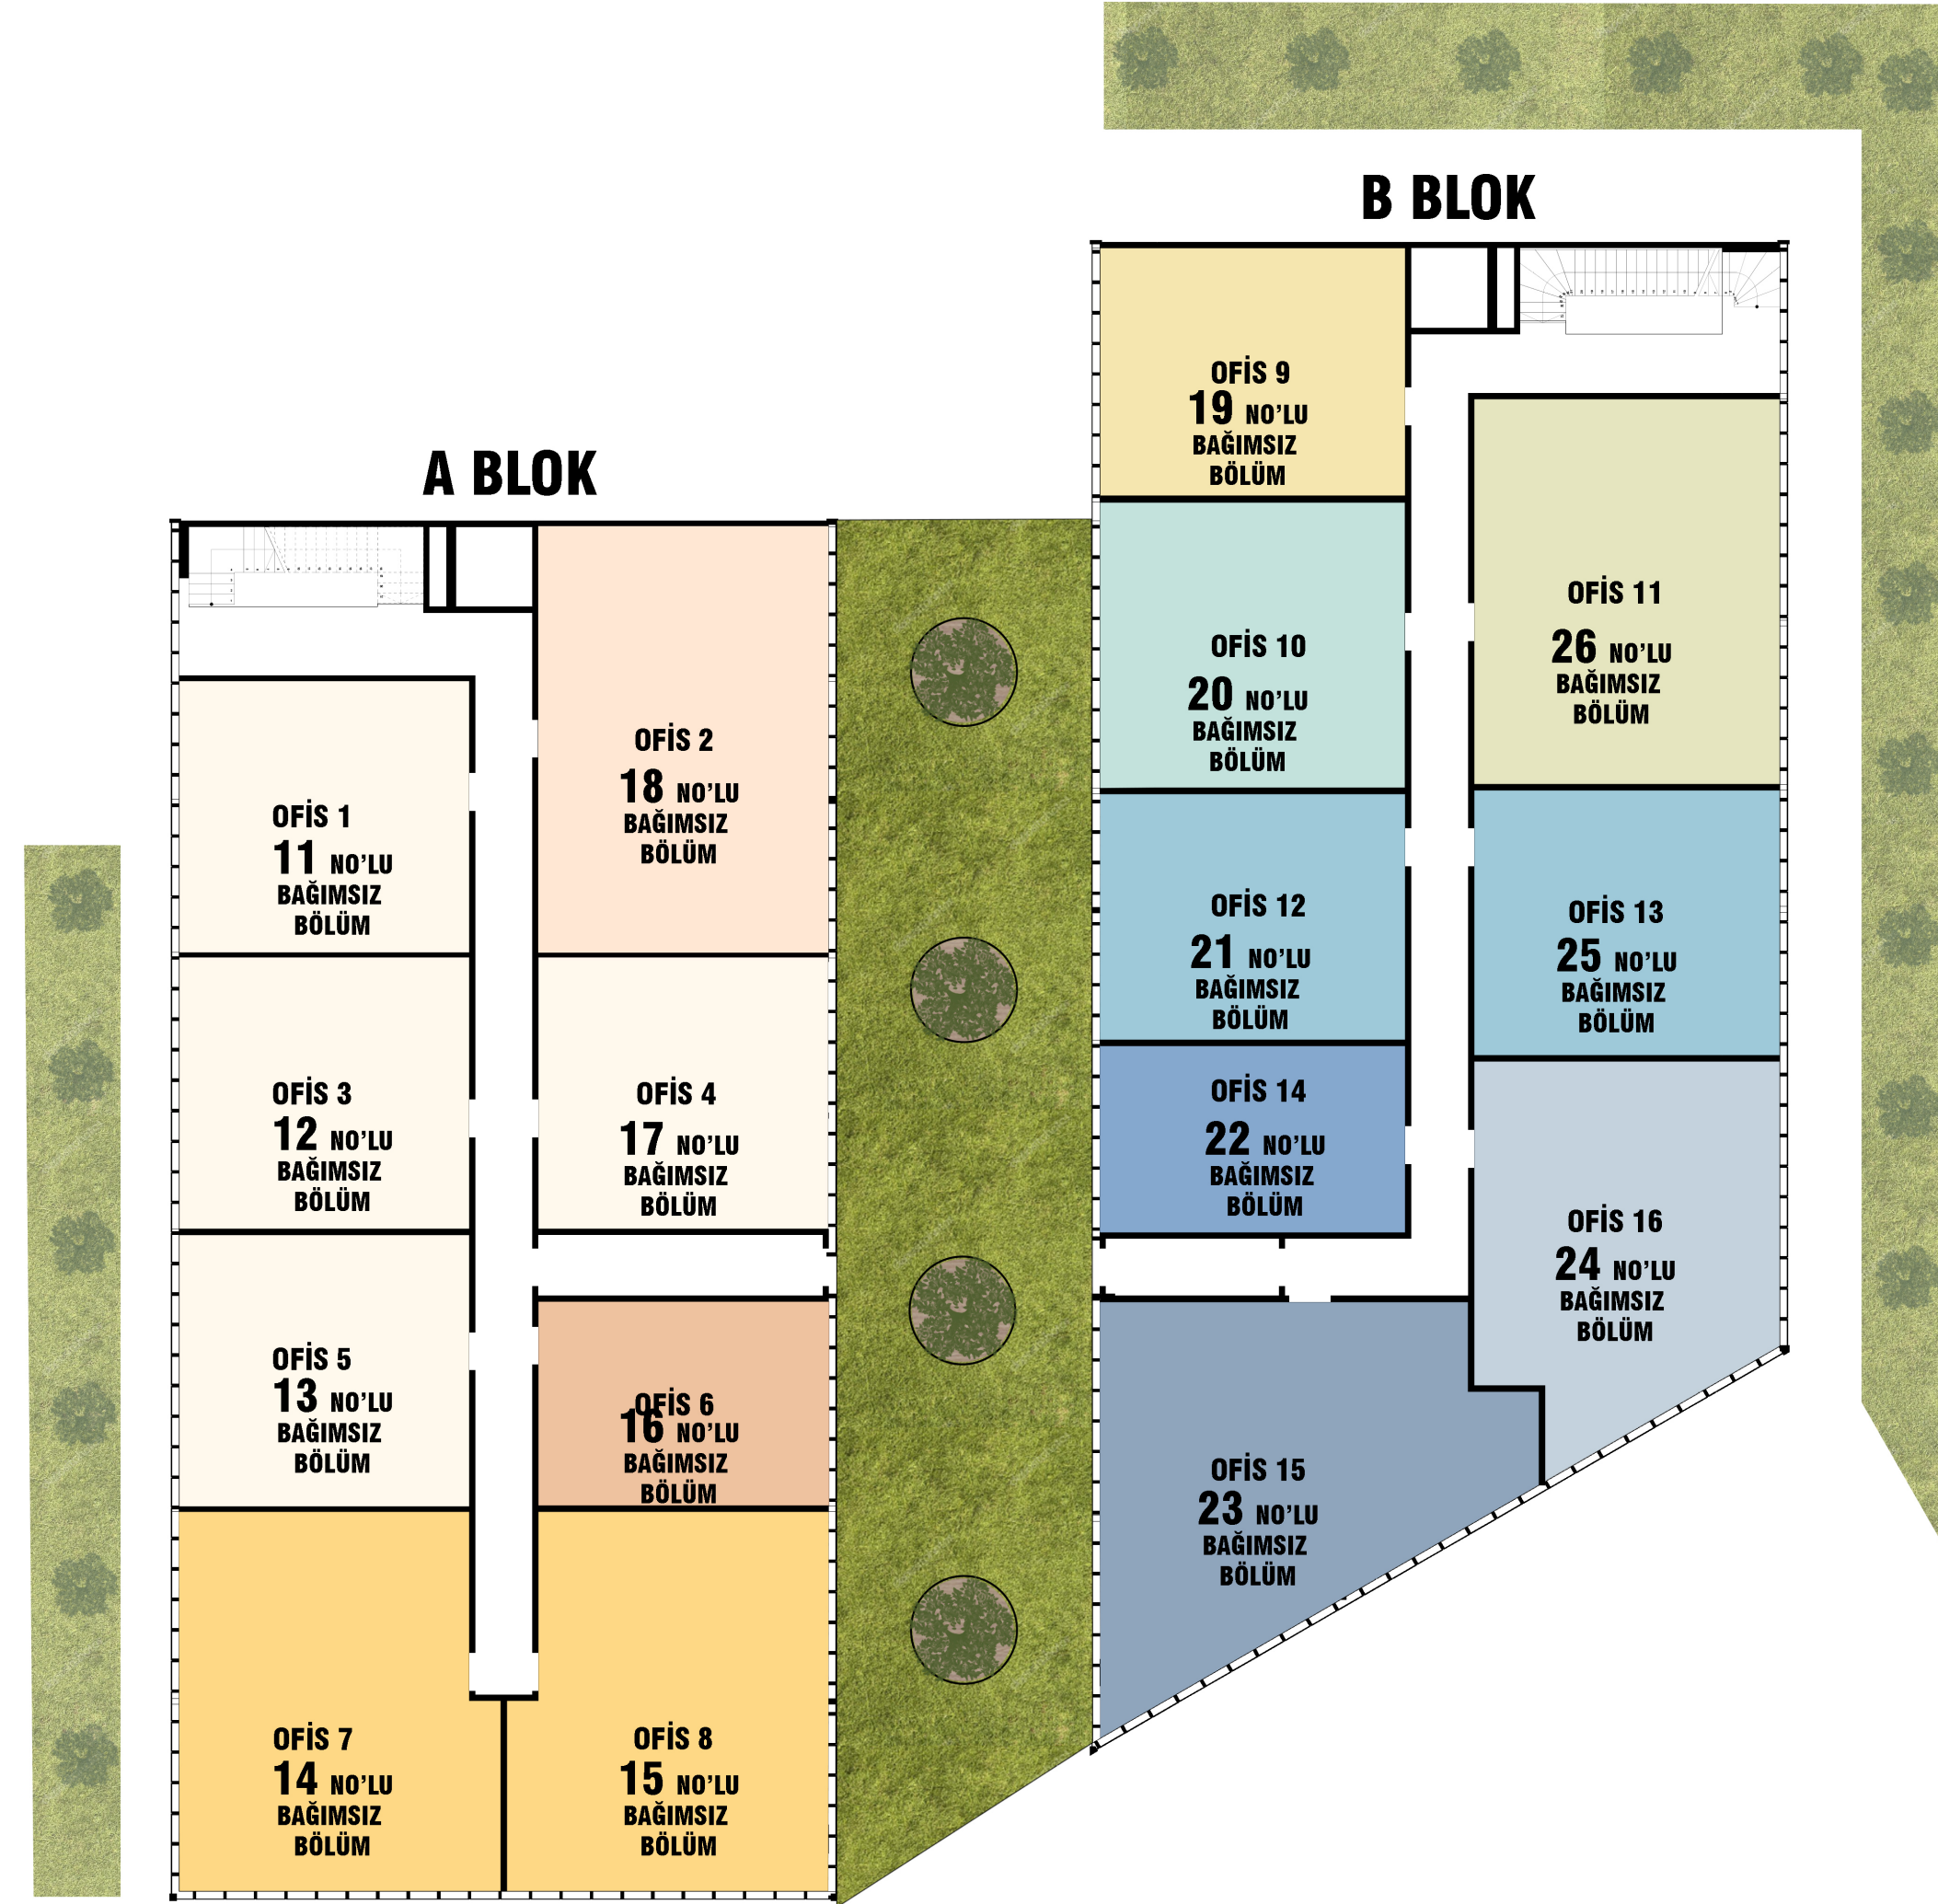 B BLOK
A BLOK
OFİS 1
11 NO'LU
BAĞIMSIZ
BÖLÜM
OFİS 2
18 NO'LU
BAĞIMSIZ
BÖLÜM
OFİS 3
12 NO'LU
BAĞIMSIZ
BÖLÜM
OFİS 4
17 NO'LU
BAĞIMSIZ
BÖLÜM
OFİS 5
13 NO'LU
BAĞIMSIZ
BÖLÜM
OFİS 6
16 NO'LU
BAĞIMSIZ
BÖLÜM
OFİS 7
14 NO'LU
BAĞIMSIZ
BÖLÜM
OFİS 8
15 NO'LU
BAĞIMSIZ
BÖLÜM
OFİS 9
19 NO'LU
BAĞIMSIZ
BÖLÜM
OFİS 10
20 NO'LU
BAĞIMSIZ
BÖLÜM
OFİS 11
26 NO'LU
BAĞIMSIZ
BÖLÜM
OFİS 12
21 NO'LU
BAĞIMSIZ
BÖLÜM
OFİS 13
25 NO'LU
BAĞIMSIZ
BÖLÜM
OFİS 14
22 NO'LU
BAĞIMSIZ
BÖLÜM
OFİS 16
24 NO'LU
BAĞIMSIZ
BÖLÜM
OFİS 15
23 NO'LU
BAĞIMSIZ
BÖLÜM